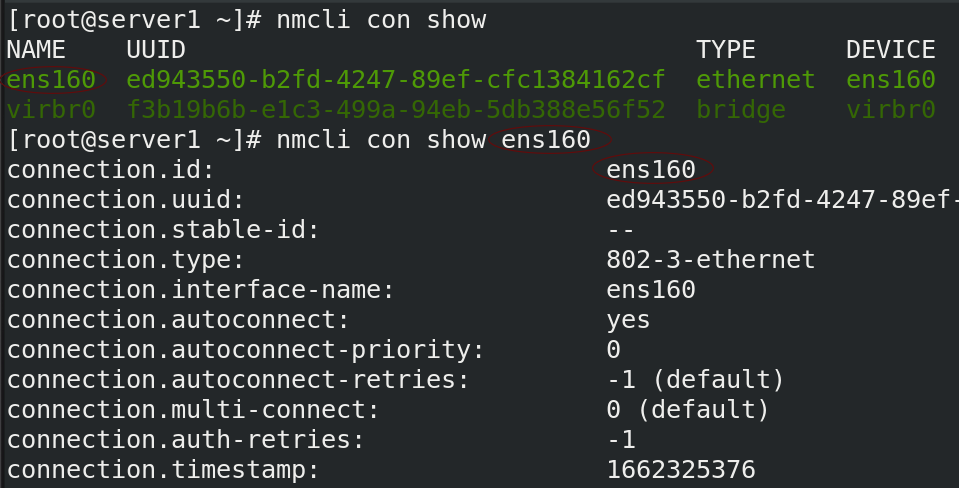 [root@server1 ~]# nmcli con show
NAME    UUID                                  TYPE      DEVICE
ens160  ed943550-b2fd-4247-89ef-cfc1384162cf  ethernet  ens160
virbr0  f3b19b6b-e1c3-499a-94eb-5db388e56f52  bridge    virbr0
[root@server1 ~]# nmcli con show ens160
connection.id:                          ens160
connection.uuid:                        ed943550-b2fd-4247-89ef-
connection.stable-id:                   --
connection.type:                        802-3-ethernet
connection.interface-name:              ens160
connection.autoconnect:                 yes
connection.autoconnect-priority:        0
connection.autoconnect-retries:         -1 (default)
connection.multi-connect:               0 (default)
connection.auth-retries:                -1
connection.timestamp:                   1662325376